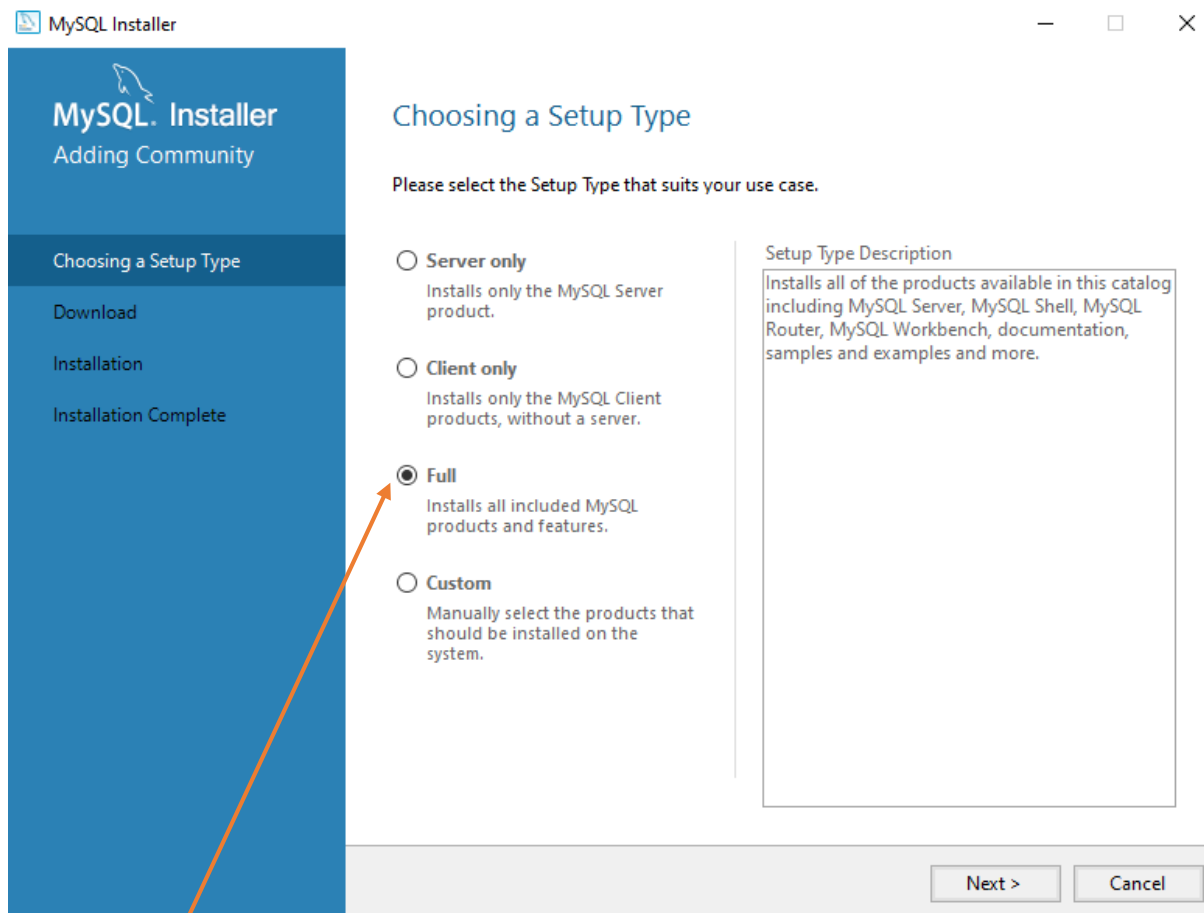 MySQL Installer
MySQL. Installer
Adding Community
Choosing a Setup Type
Download
Installation
Installation Complete
Choosing a Setup Type
Please select the Setup Type that suits your use case.
Server only
Installs only the MySQL Server
product.
Client only
Installs only the MySQL Client
products, without a server.
Full
Installs all included MySQL
products and features.
Custom
Manually select the products that
should be installed on the
system.
Setup Type Description
Installs all of the products available in this catalog
including MySQL Server, MySQL Shell, MySQL
Router, MySQL Workbench, documentation,
samples and examples and more.
Next >
Cancel